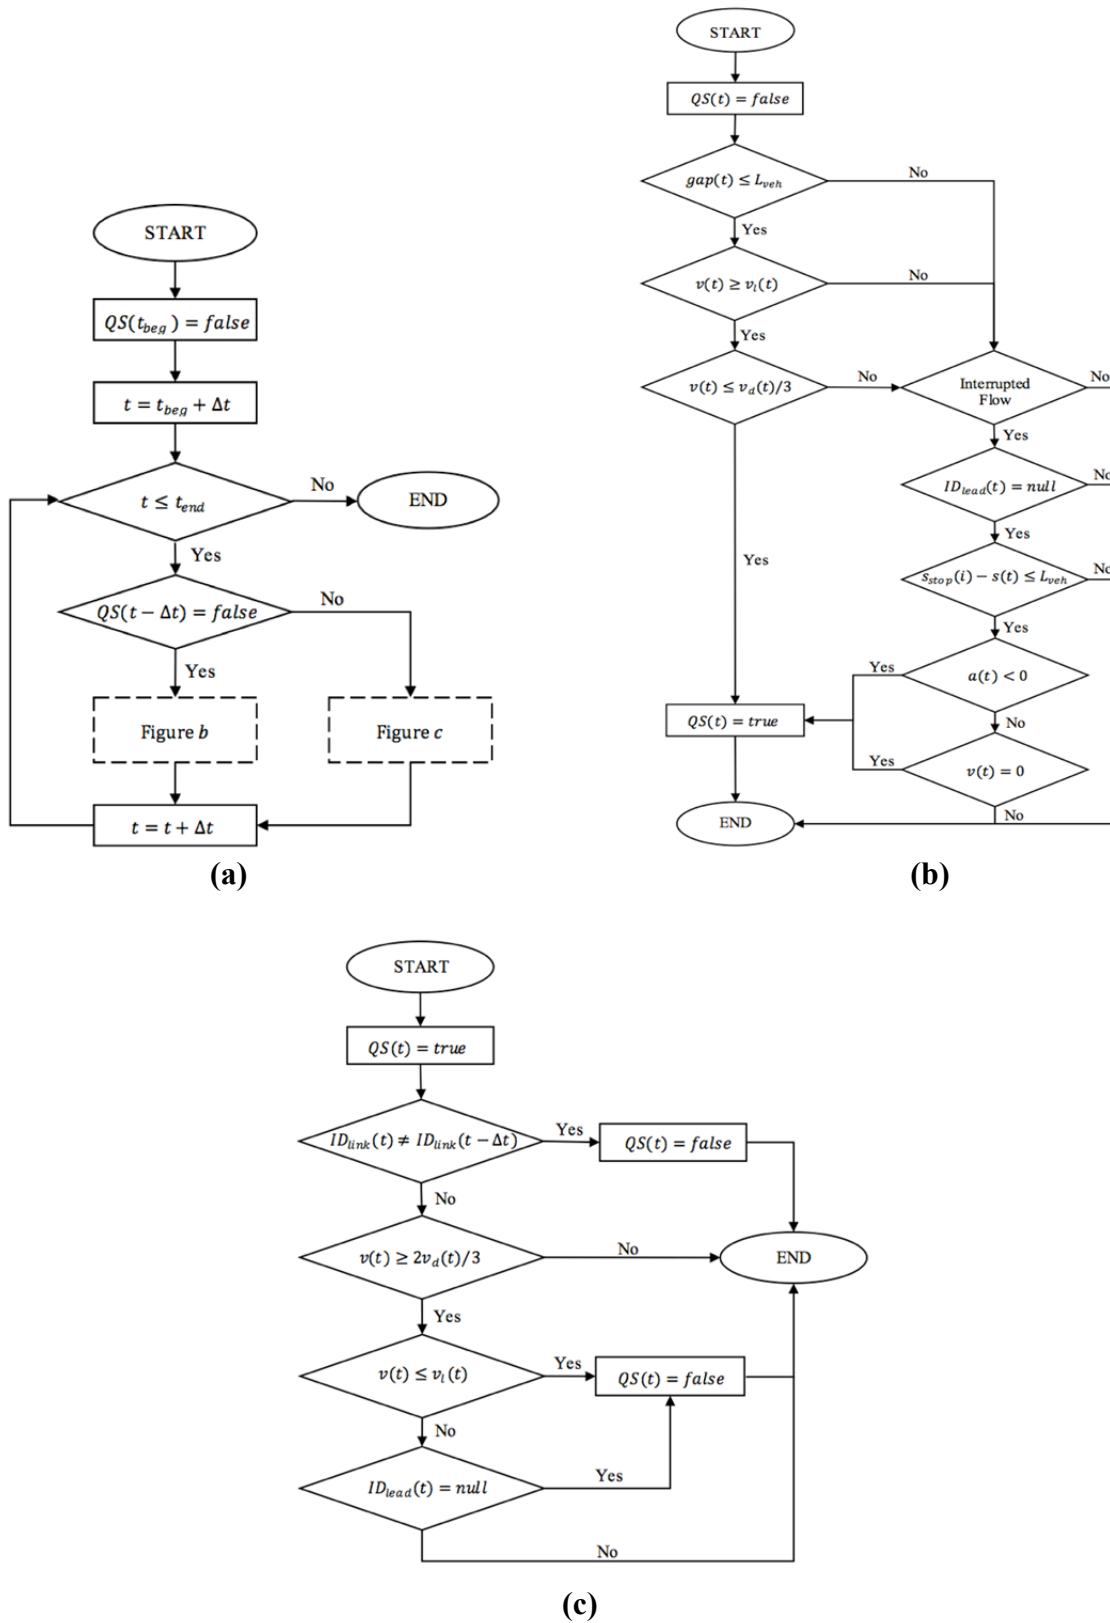 START
QS(t_beg) = false
t = t_beg + Δt
t ≤ t_end
No
END
Yes
QS(t − Δt) = false
No
Yes
Figure b
Figure c
t = t + Δt
(a)
START
QS(t) = false
gap(t) ≤ L_veh
No
Yes
v(t) ≥ v_l(t)
No
Yes
v(t) ≤ v_d(t)/3
No
Interrupted
Flow
No
Yes
ID_lead(t) = null
No
Yes
Yes
s_stop(i) − s(t) ≤ L_veh
No
Yes
a(t) < 0
Yes
No
QS(t) = true
v(t) = 0
Yes
No
END
(b)
START
QS(t) = true
ID_link(t) ≠ ID_link(t − Δt)
Yes
QS(t) = false
No
v(t) ≥ 2v_d(t)/3
No
END
Yes
v(t) ≤ v_l(t)
Yes
QS(t) = false
No
ID_lead(t) = null
Yes
No
(c)